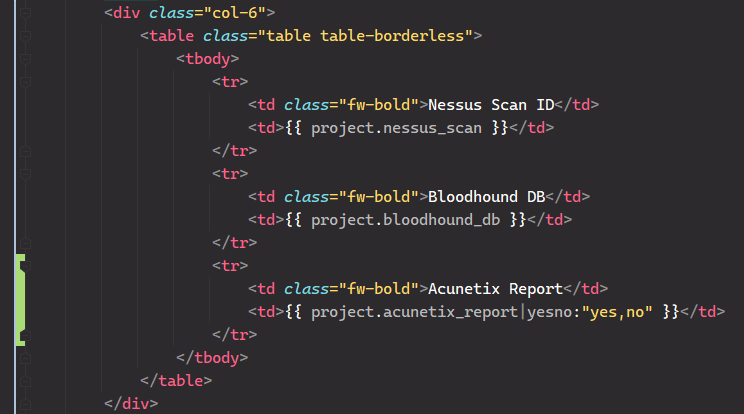 <div class="col-6">
<table class="table table-borderless">
<tbody>
<tr>
<td class="fw-bold">Nessus Scan ID</td>
<td>{{ project.nessus_scan }}</td>
</tr>
<tr>
<td class="fw-bold">Bloodhound DB</td>
<td>{{ project.bloodhound_db }}</td>
</tr>
<tr>
<td class="fw-bold">Acunetix Report</td>
<td>{{ project.acunetix_report|yesno:"yes,no" }}</td>
</tr>
</tbody>
</table>
</div>